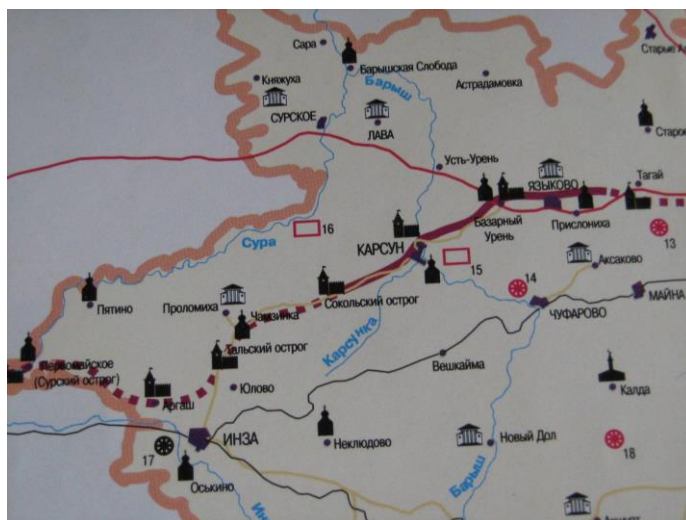 Сара
Барышская Слобода
Старые
Княжуха
Барыш
Астрадамовка
СУРСКОЕ
ЛАВА
Усть-Урень
ЯЗЫКОВО
Тагай
16
Сура
КАРСУН
Базарный
Урень
Прислониха
13
15
14
Аксаково
Пятино
Проломиха
Чамзинка
Сокольский острог
ЧУФАРОВО
МАЙНА
Тальский острог
Карсунка
Вешкайма
Первомайское
(Сурский острог)
Аргаш
Юлово
Калда
ИНЗА
Неклюдово
Новый Дол
17
18
Оськино
Барыш